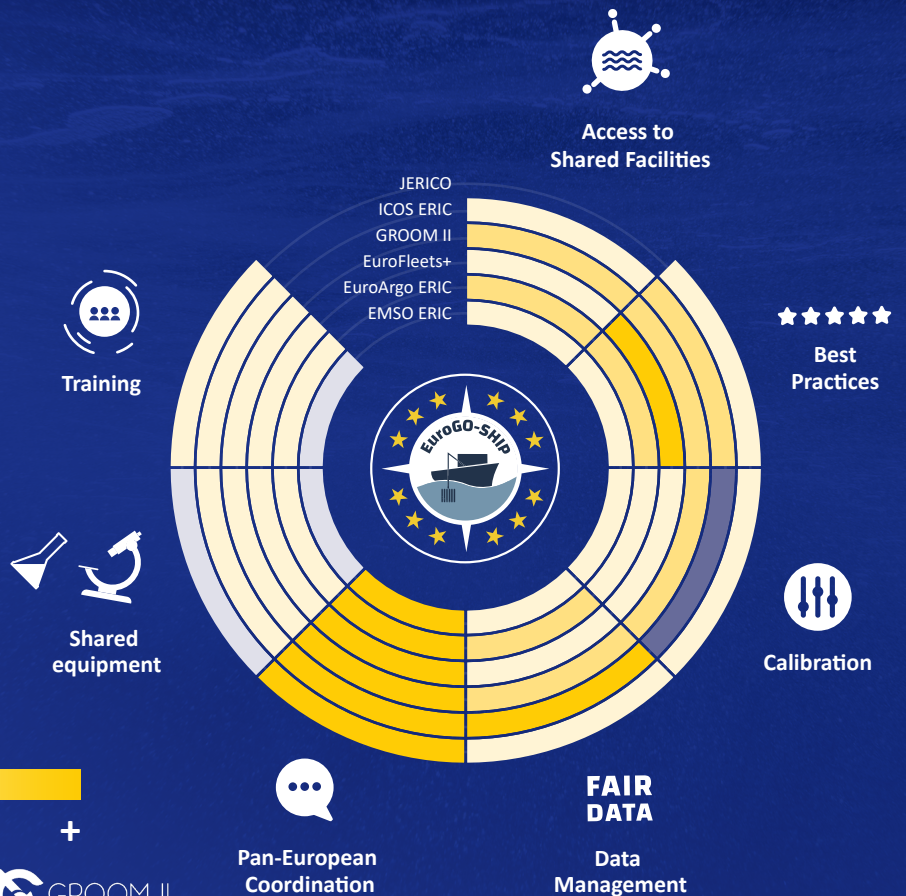 Access to
Shared Facilities
JERICO
ICOS ERIC
GROOM II
EuroFleets+
EuroArgo ERIC
EMSO ERIC
Training
Best
Practices
EuroGO-SHIP
Shared
equipment
Calibration
+
FAIR
DATA
Pan-European
Coordination
Data
Management
GROOM II